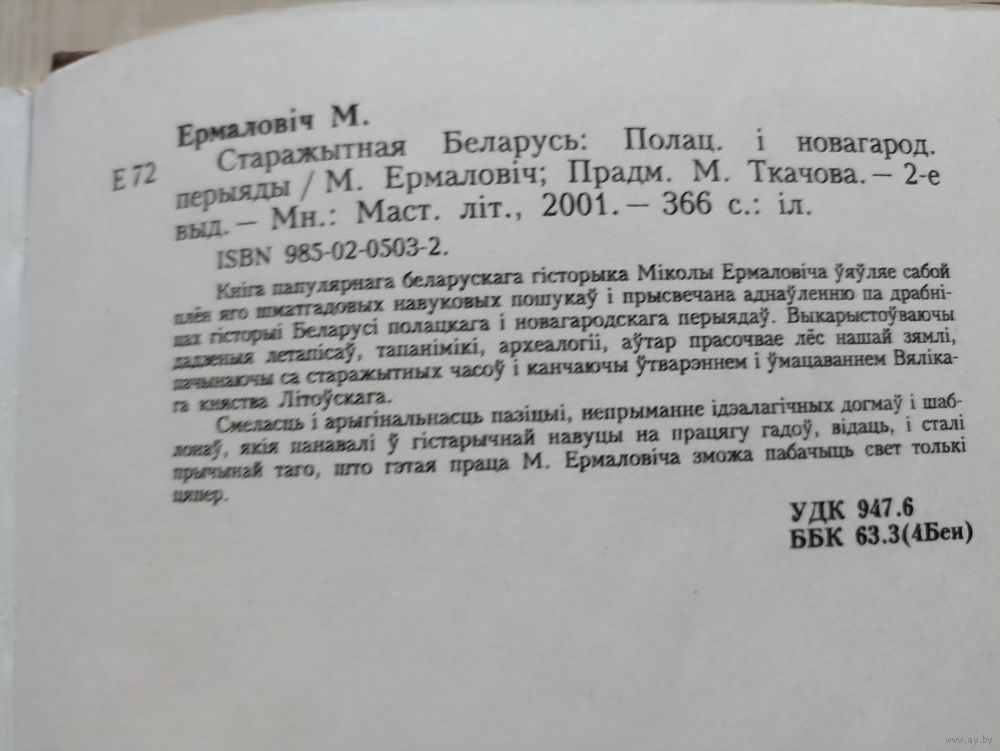 Ермаловіч М.
Е 72
Старажытная Беларусь: Полац. і новагарод.
перыяды / М. Ермаловіч; Прадм. М. Ткачова. — 2-е
выд. — Мн.: Маст. літ., 2001. — 366 с.: іл.
ISBN 985-02-0503-2.
Кніга папулярнага беларускага гісторыка Міколы Ермаловіча ўяўляе сабой
плён яго шматгадовых навуковых пошукаў і прысвечана аднаўленню па драбні-
цах гісторыі Беларусі полацкага і новагародскага перыядаў. Выкарыстоўваючы
дадзеныя летапісаў, тапанімікі, археалогіі, аўтар прасочвае лёс нашай зямлі,
пачынаючы са старажытных часоў і канчаючы ўтварэннем і ўмацаваннем Вяліка-
га княства Літоўскага.
Смеласць і арыгінальнасць пазіцыі, непрыманне ідэалагічных догмаў і шаб-
лонаў, якія панавалі ў гістарычнай навуцы на працягу гадоў, відаць, і сталі
прычынай таго, што гэтая праца М. Ермаловіча зможа пабачыць свет толькі
цяпер.
УДК 947.6
ББК 63.3(4Беи)
www.ay.by